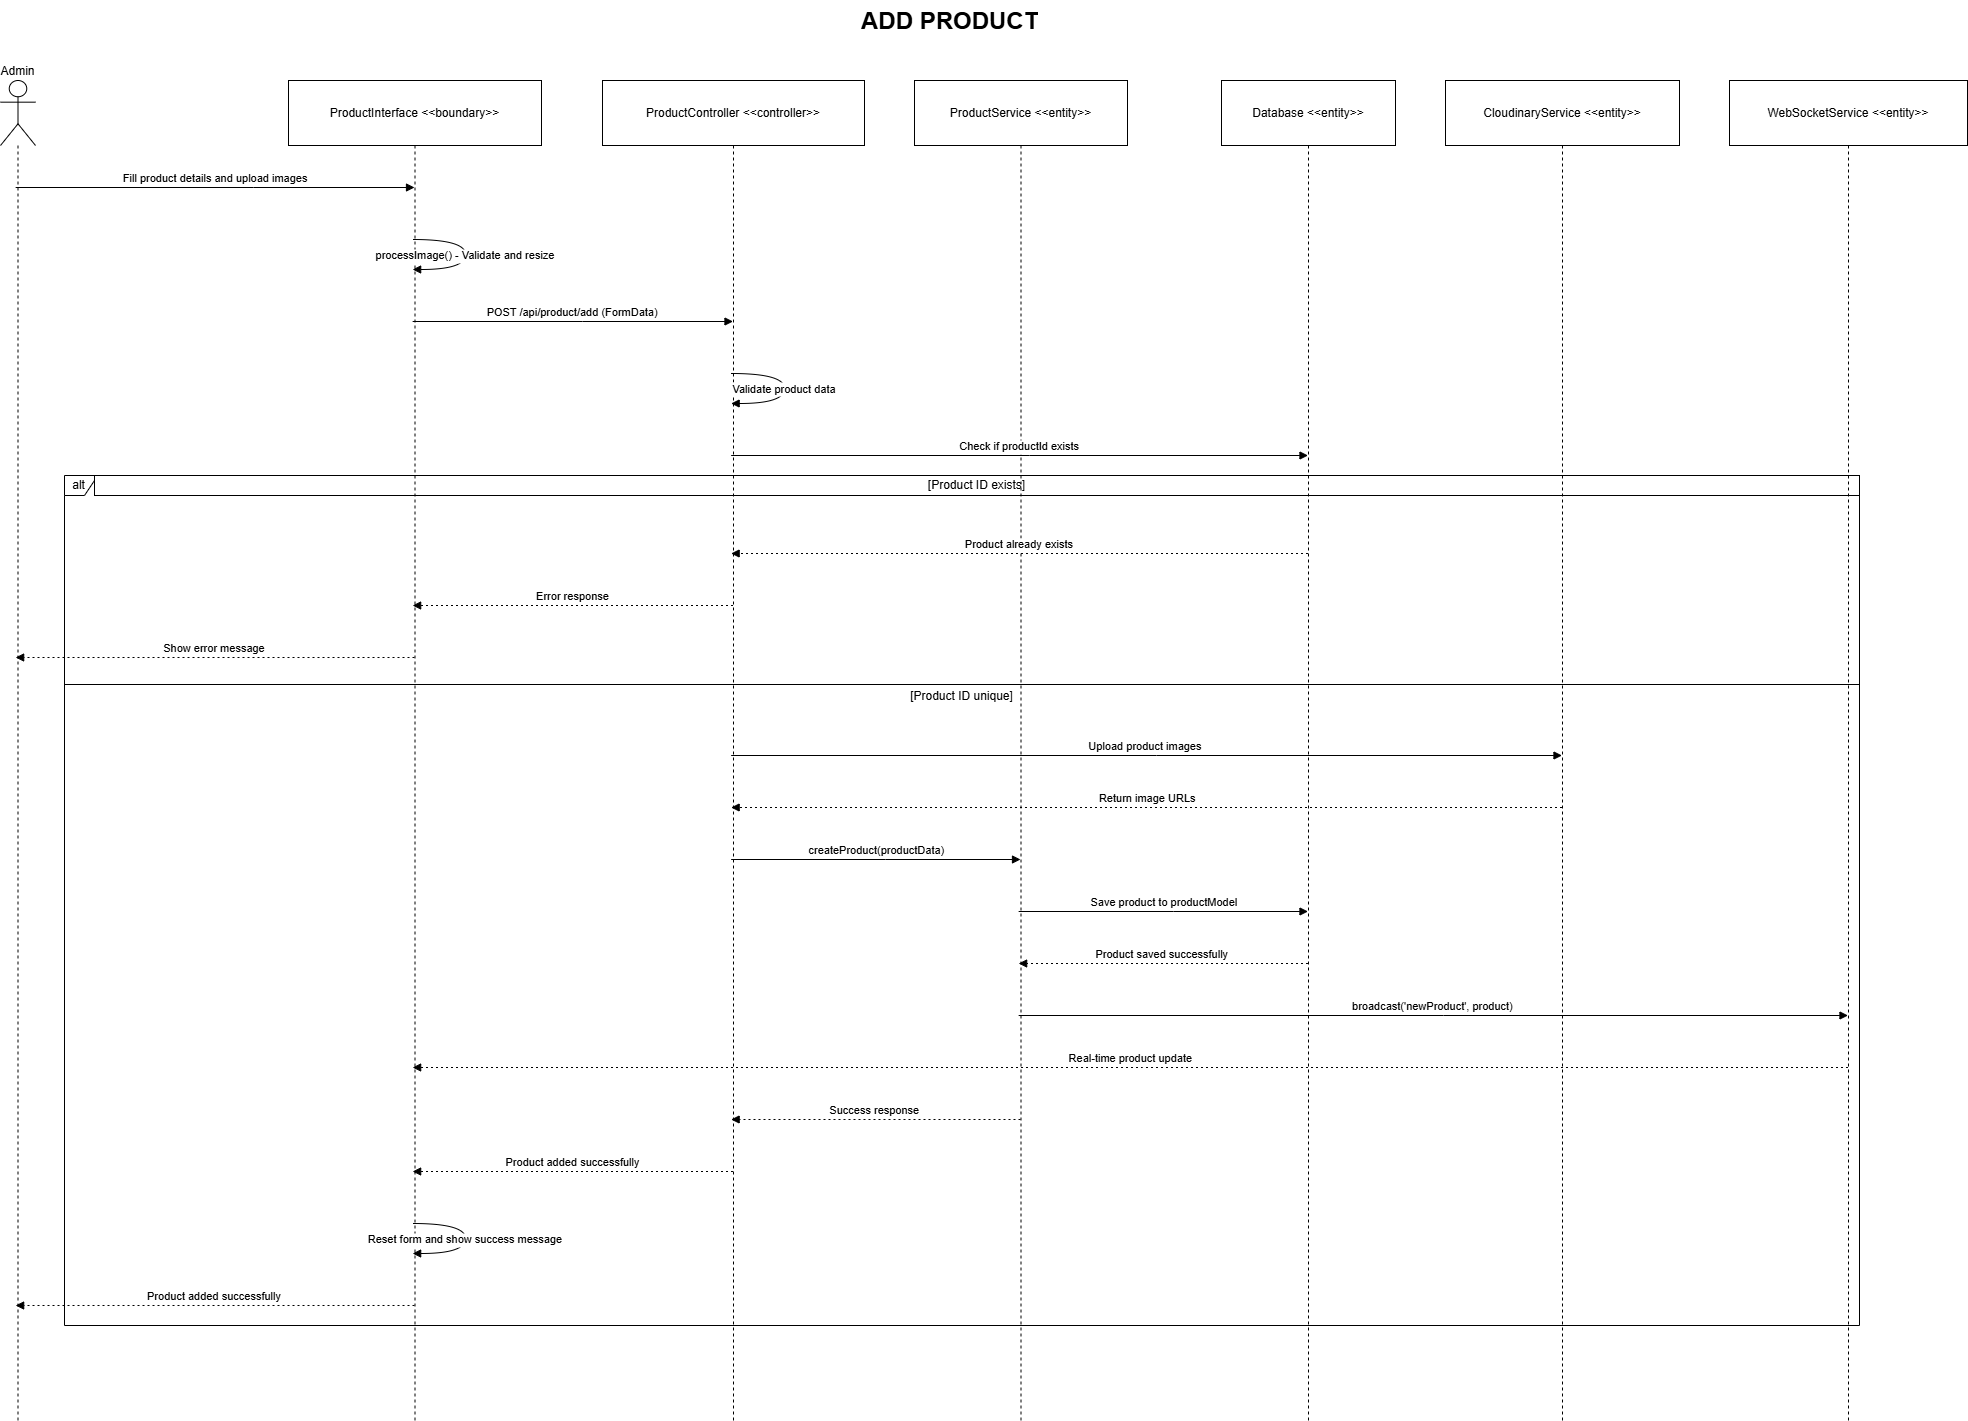 ADD PRODUCT
Admin
ProductInterface <<boundary>>
ProductController <<controller>>
ProductService <<entity>>
Database <<entity>>
CloudinaryService <<entity>>
WebSocketService <<entity>>
Fill product details and upload images
processImage() - Validate and resize
POST /api/product/add (FormData)
Validate product data
Check if productId exists
alt
[Product ID exists]
Product already exists
Error response
Show error message
[Product ID unique]
Upload product images
Return image URLs
createProduct(productData)
Save product to productModel
Product saved successfully
broadcast('newProduct', product)
Real-time product update
Success response
Product added successfully
Reset form and show success message
Product added successfully